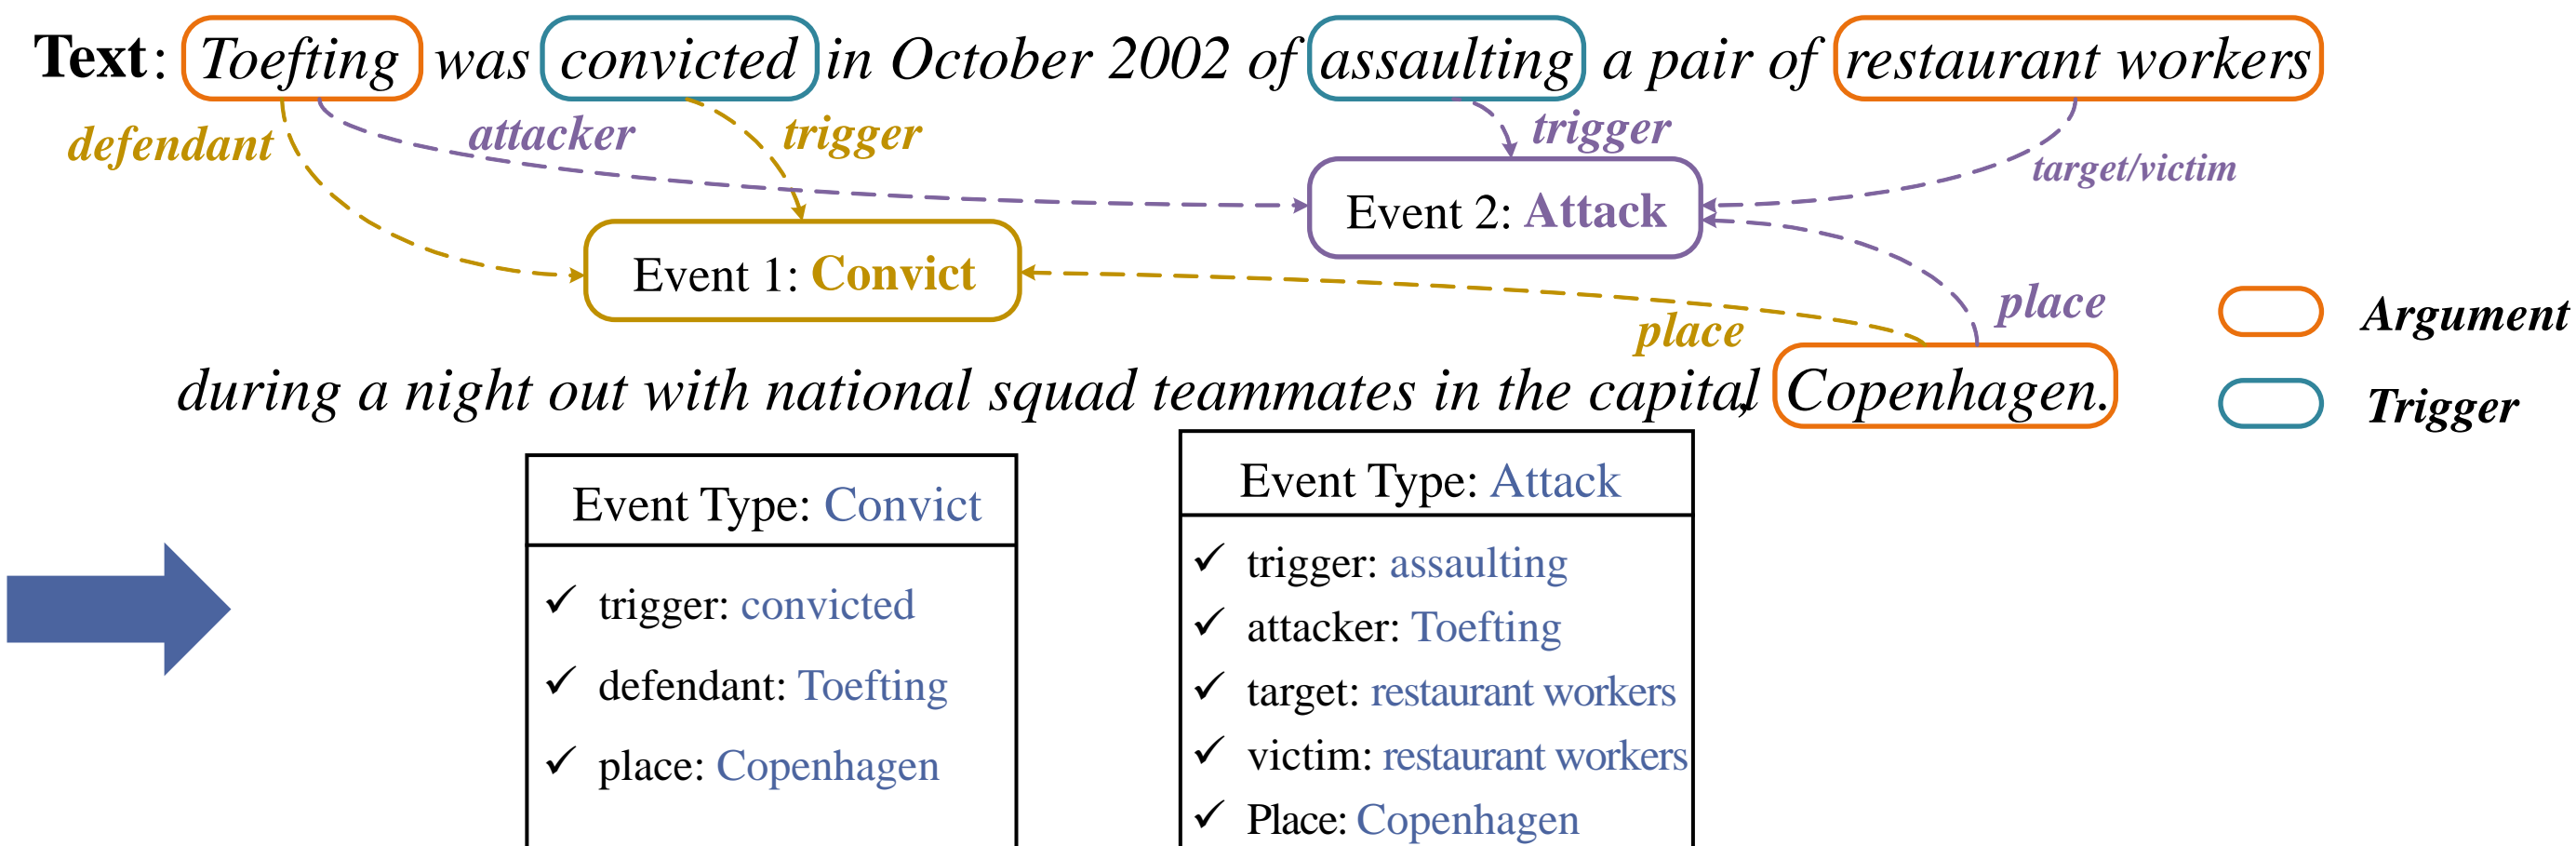 Text: Toefting was convicted in October 2002 of assaulting a pair of restaurant workers
defendant
attacker
trigger
trigger
target/victim
Event 2: Attack
Event 1: Convict
place
place
Argument
during a night out with national squad teammates in the capital, Copenhagen.
Trigger
Event Type: Convict
trigger: convicted
defendant: Toefting
place: Copenhagen
Event Type: Attack
trigger: assaulting
attacker: Toefting
target: restaurant workers
victim: restaurant workers
Place: Copenhagen